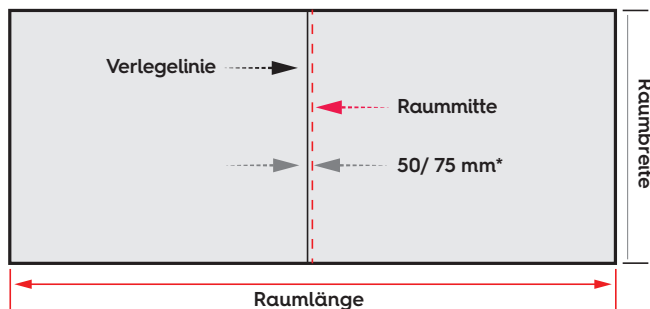 Verlegelinie
Raummitte
50/ 75 mm*
Raumbreite
Raumlänge